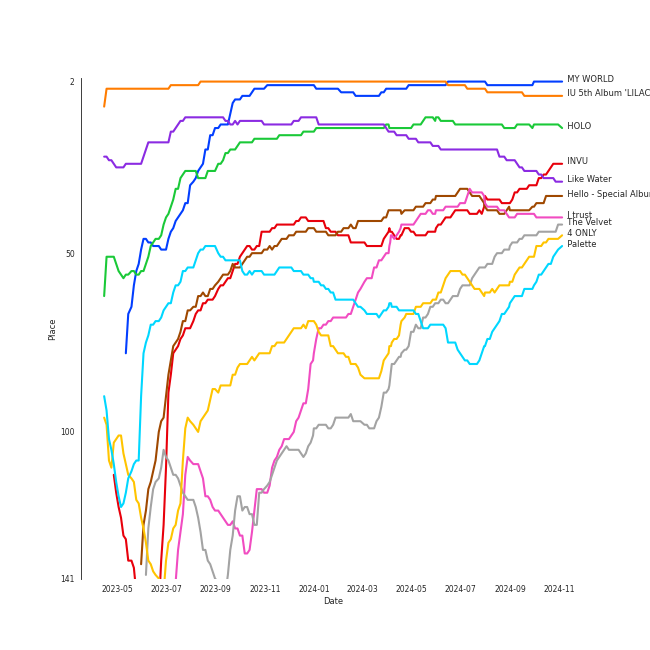 2
MY WORLD
IU 5th Album 'LILAC
HOLO
INVU
Like Water
Hello - Special Albu
I trust
The Velvet
4 ONLY
50
Palette
Place
100
141
2023-05
2023-07
2023-09
2023-11
2024-01
2024-03
2024-05
2024-07
2024-09
2024-11
Date